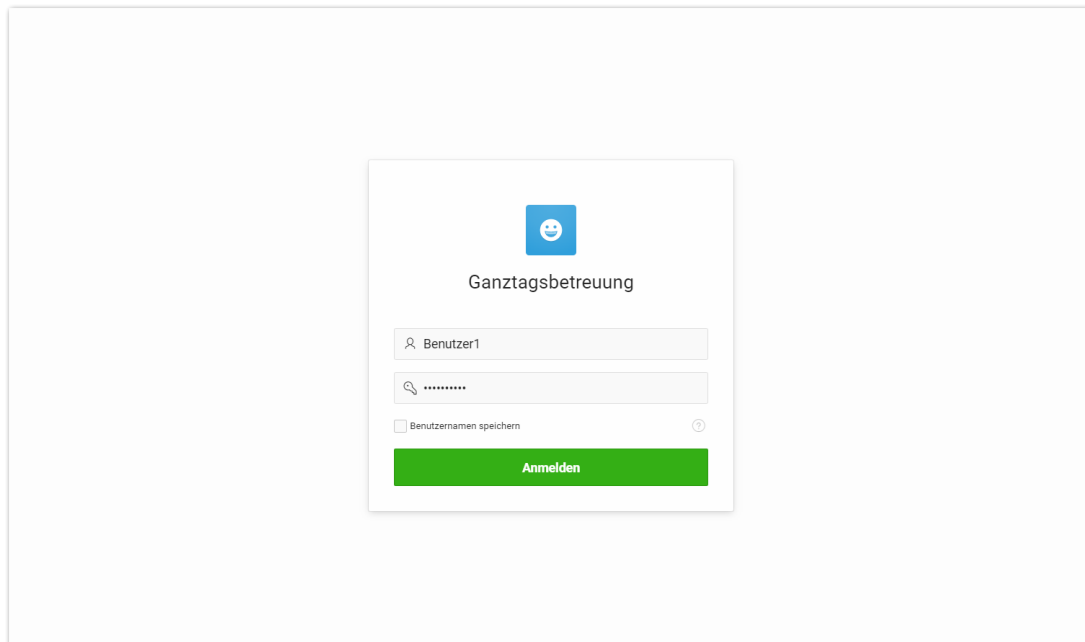 Ganztagsbetreuung
Benutzer1
••••••••••
Benutzernamen speichern ?
Anmelden